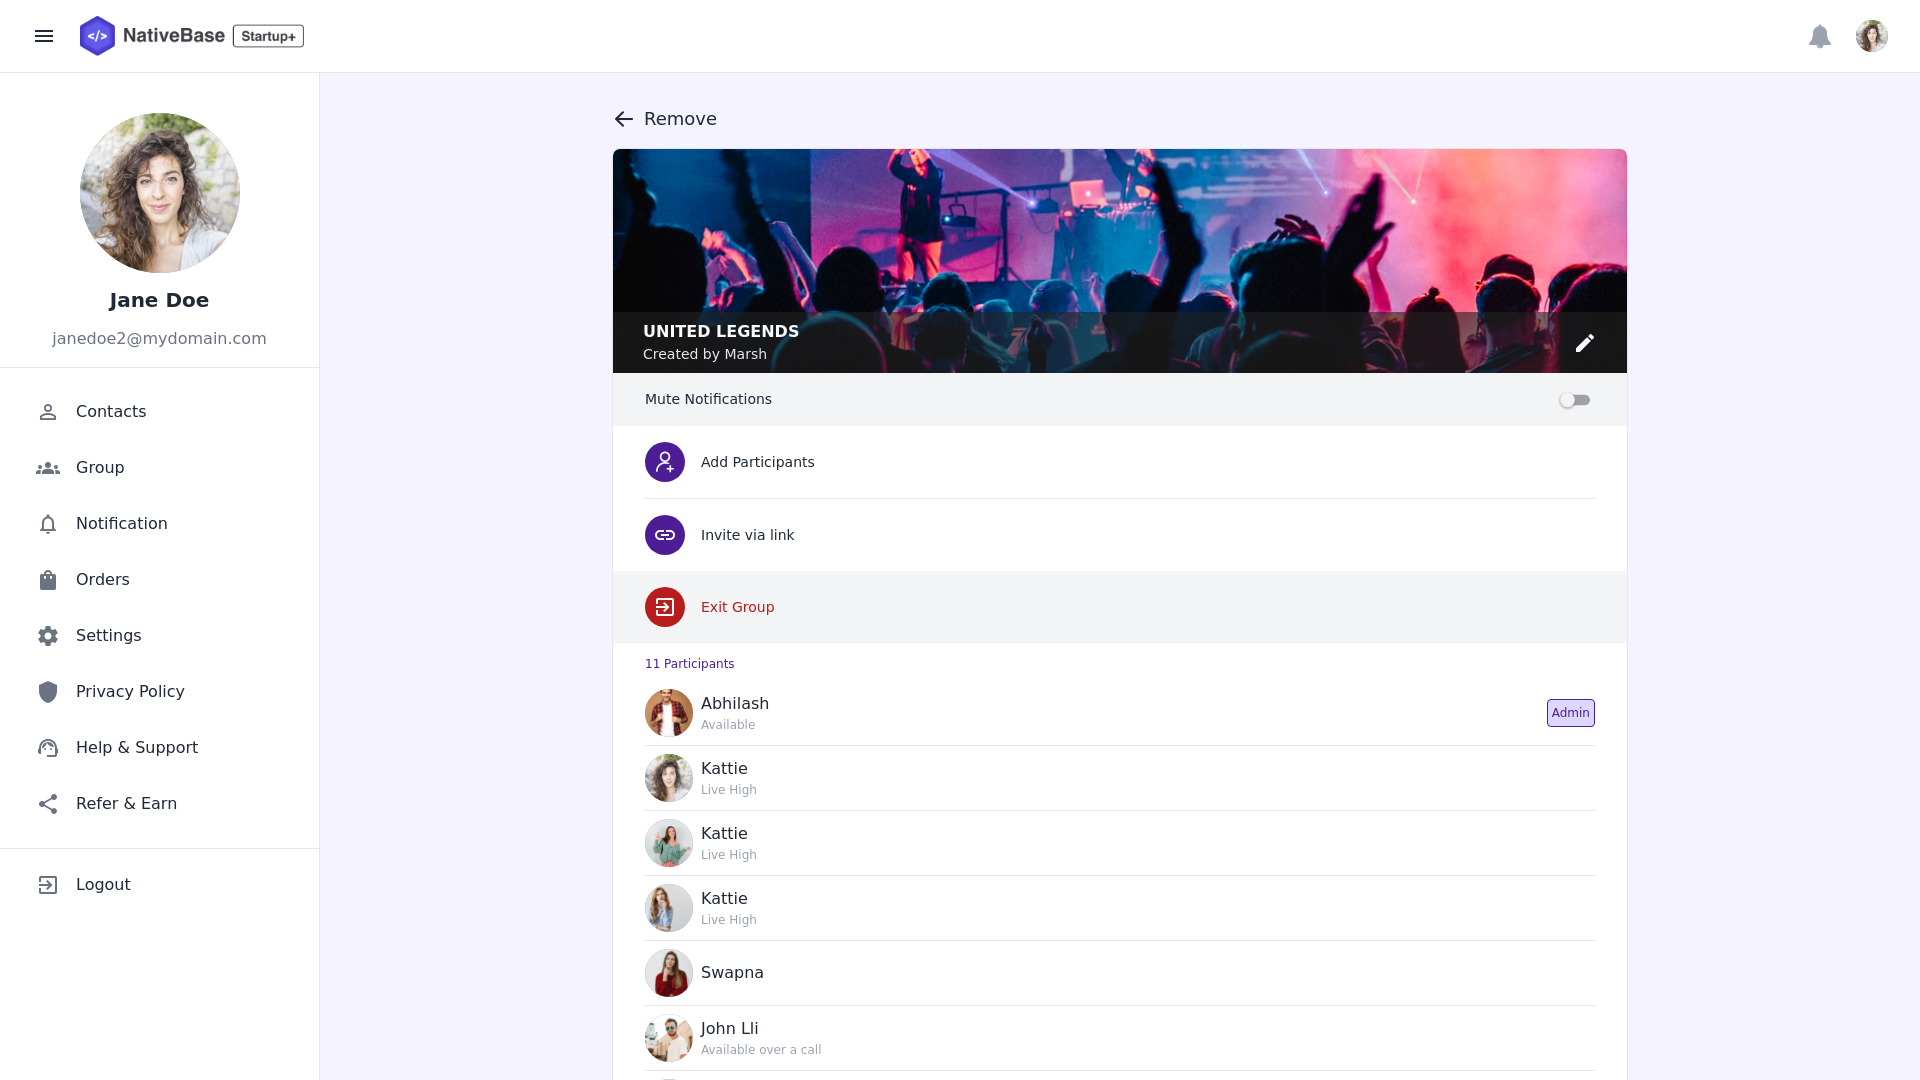 </> NativeBase Startup+
Jane Doe
janedoe2@mydomain.com
Contacts
Group
Notification
Orders
Settings
Privacy Policy
Help & Support
Refer & Earn
Logout
Remove
UNITED LEGENDS
Created by Marsh
Mute Notifications
Add Participants
Invite via link
Exit Group
11 Participants
Abhilash
Available
Admin
Kattie
Live High
Kattie
Live High
Kattie
Live High
Swapna
John Lli
Available over a call